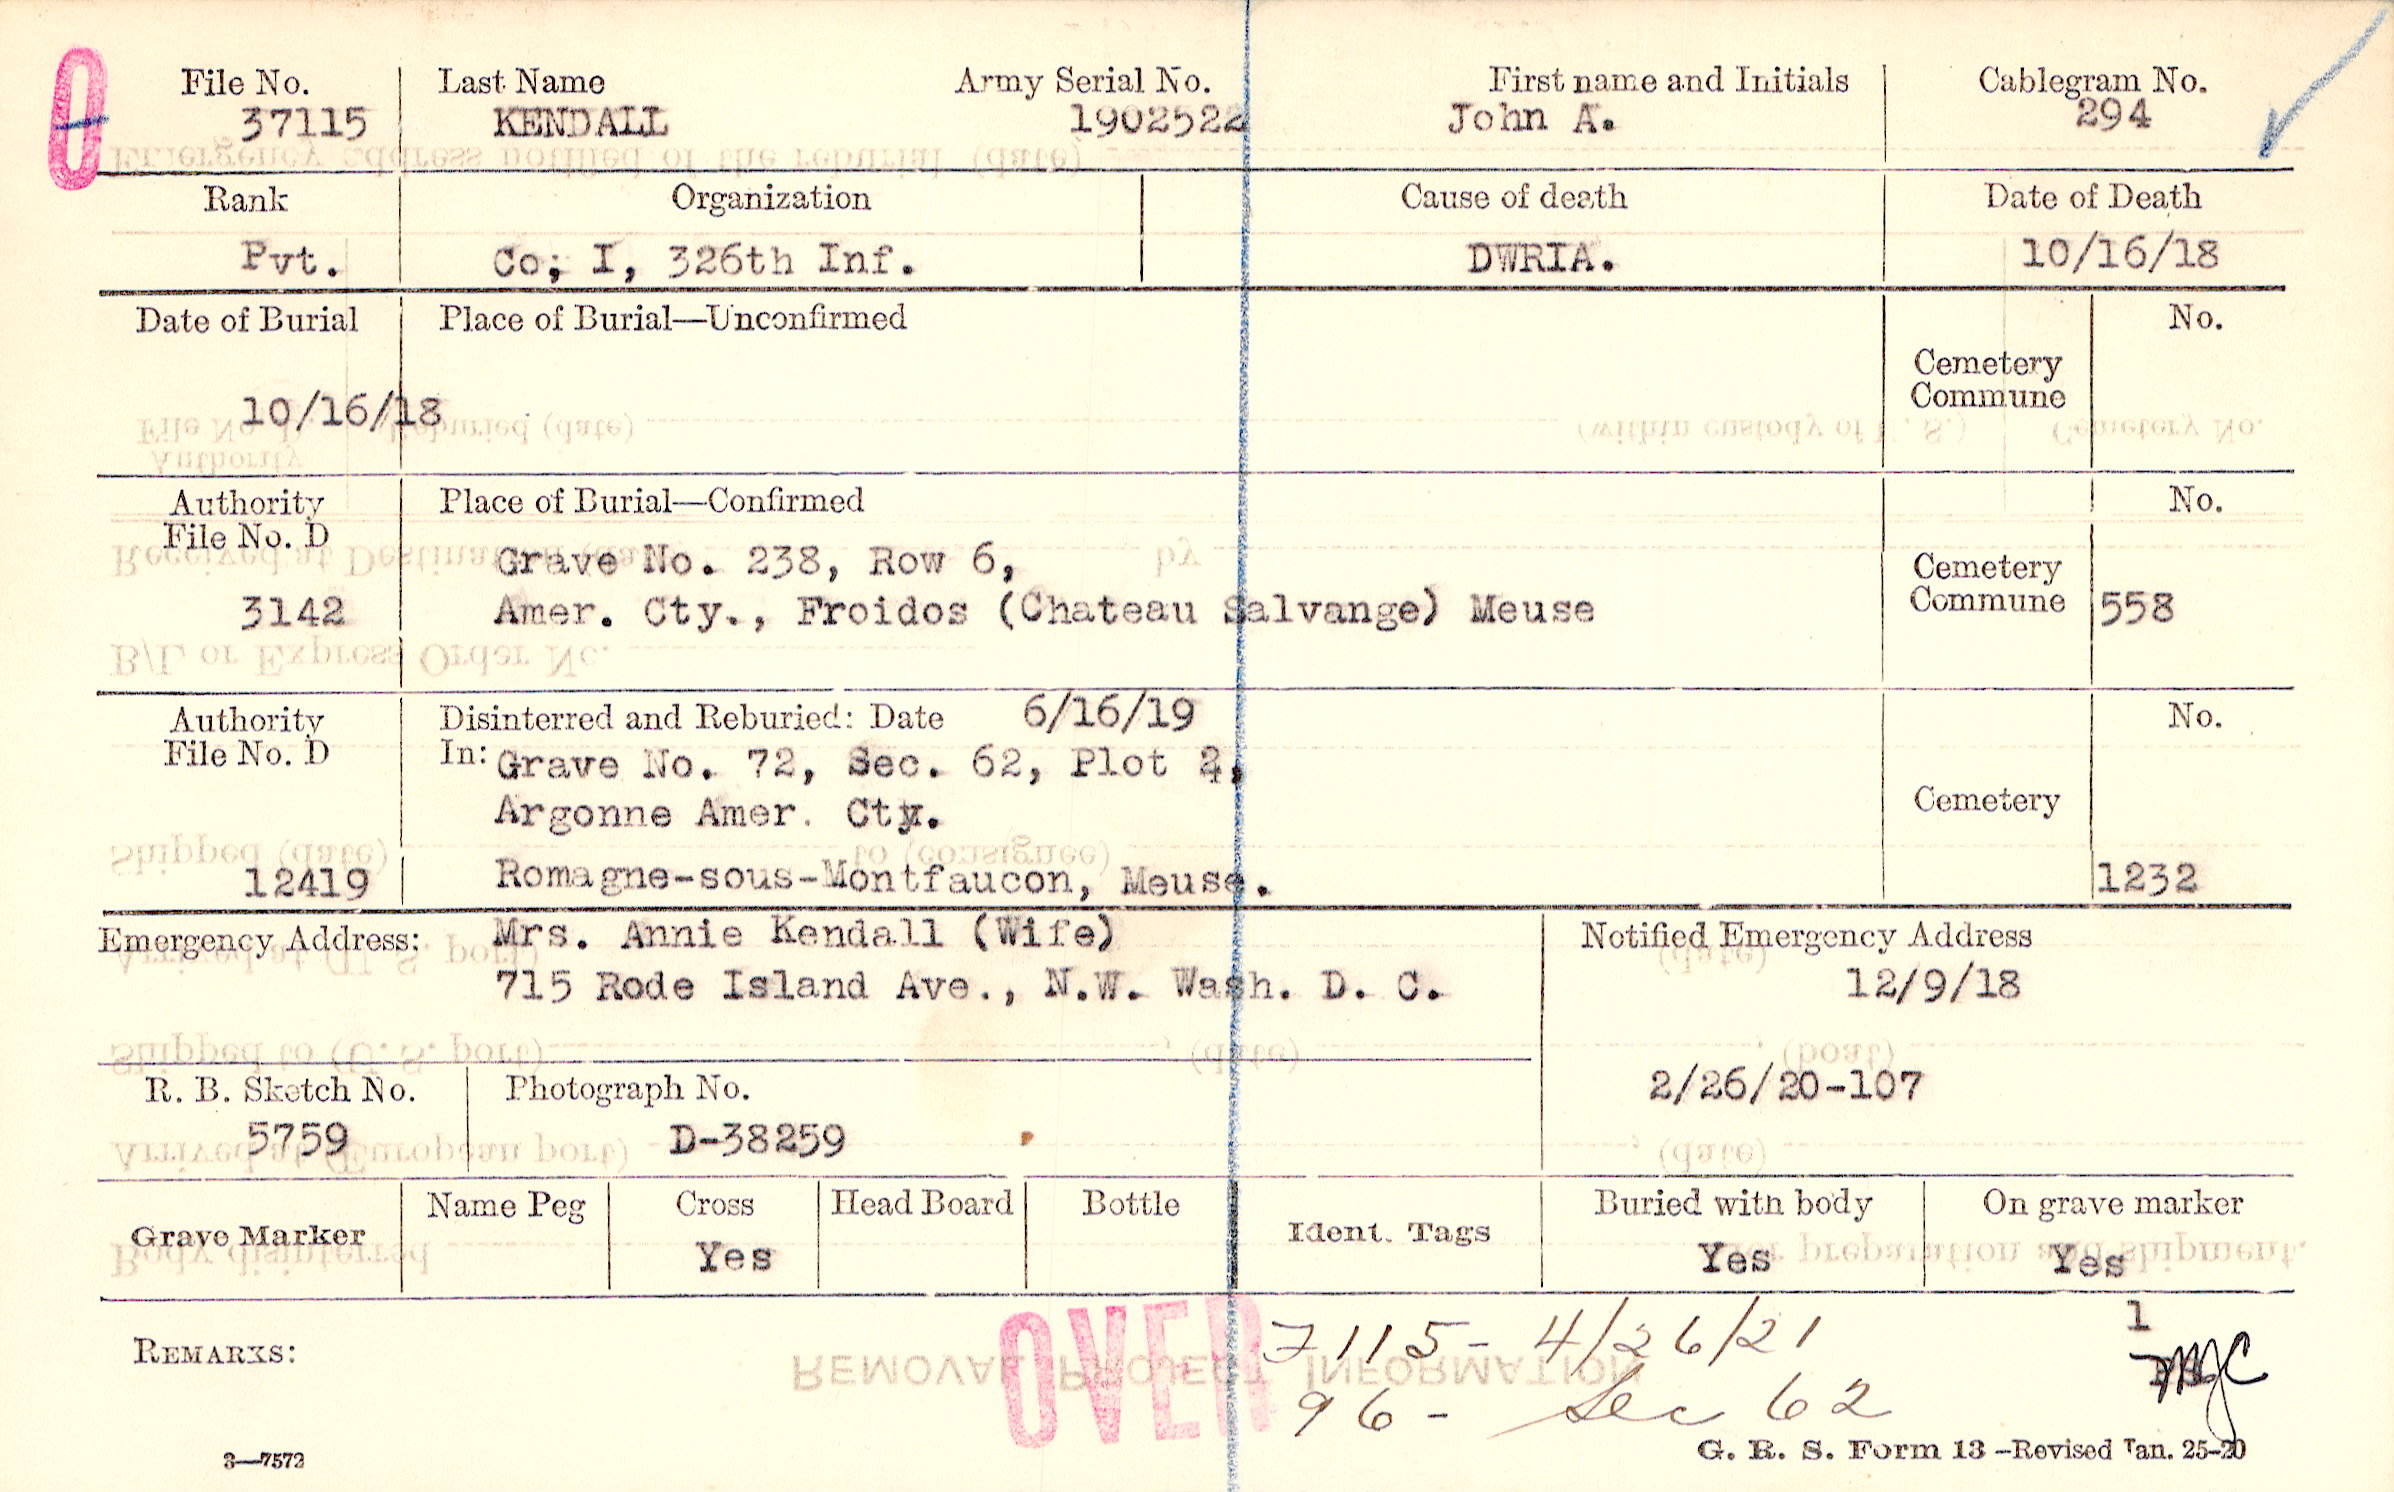 0
File No. Last Name Army Serial No. First name and Initials Cablegram No.
37115 KENDALL 1902522 John A. 294
Rank Organization Cause of death Date of Death
Pvt. Co; I, 326th Inf. DWRIA. 10/16/18
Date of Burial Place of Burial—Unconfirmed No.
Cemetery
Commune
10/16/18
Authority Place of Burial—Confirmed No.
File No. D
Grave No. 238, Row 6, Cemetery
3142 Amer. Cty., Froidos (Chateau Salvange) Meuse Commune 558
Authority Disinterred and Reburied: Date 6/16/19 No.
File No. D In: Grave No. 72, Sec. 62, Plot
Argonne Amer. Cty. Cemetery
12419 Romagne-sous-Montfaucon, Meuse. 1232
Emergency Address: Mrs. Annie Kendall (Wife) Notified Emergency Address
715 Rode Island Ave., N.W. Wash. D. C. 12/9/18
R. B. Sketch No. Photograph No. 2/26/20-107
5759 D-38259
Grave Marker Name Peg Cross Head Board Bottle Ident. Tags Buried with body On grave marker
Yes Yes Yes
REMARKS: OVER 7115- 4/26/21 1
96- Sec 62 MJC
3—7572 G. R. S. Form 13 -Revised Jan. 25-20